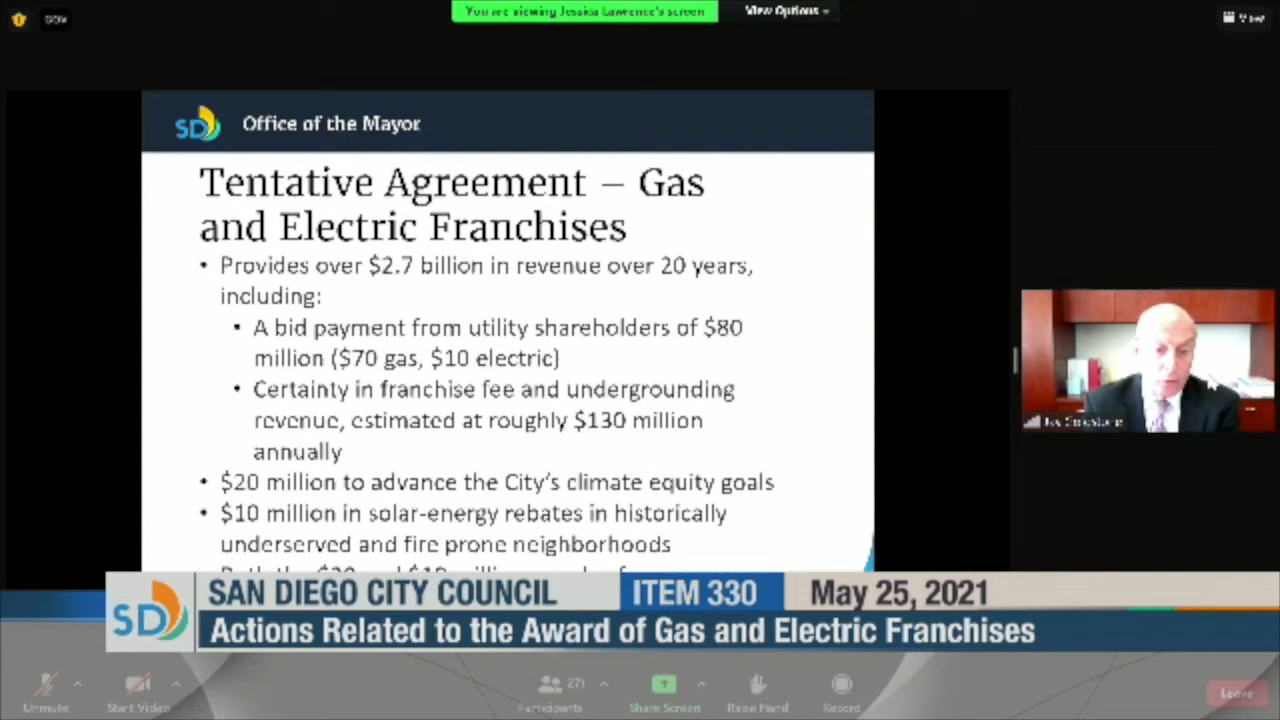 GOV
You are viewing Jessica Lawrence's screen
View Options
View
SD
Office of the Mayor
Tentative Agreement – Gas
and Electric Franchises
• Provides over $2.7 billion in revenue over 20 years,
including:
• A bid payment from utility shareholders of $80
million ($70 gas, $10 electric)
• Certainty in franchise fee and undergrounding
revenue, estimated at roughly $130 million
annually
• $20 million to advance the City's climate equity goals
• $10 million in solar-energy rebates in historically
underserved and fire prone neighborhoods
SD
SAN DIEGO CITY COUNCIL
ITEM 330
May 25, 2021
Actions Related to the Award of Gas and Electric Franchises
Unmute
Start Video
271
Participants
Share Screen
Raise Hand
Record
Leave